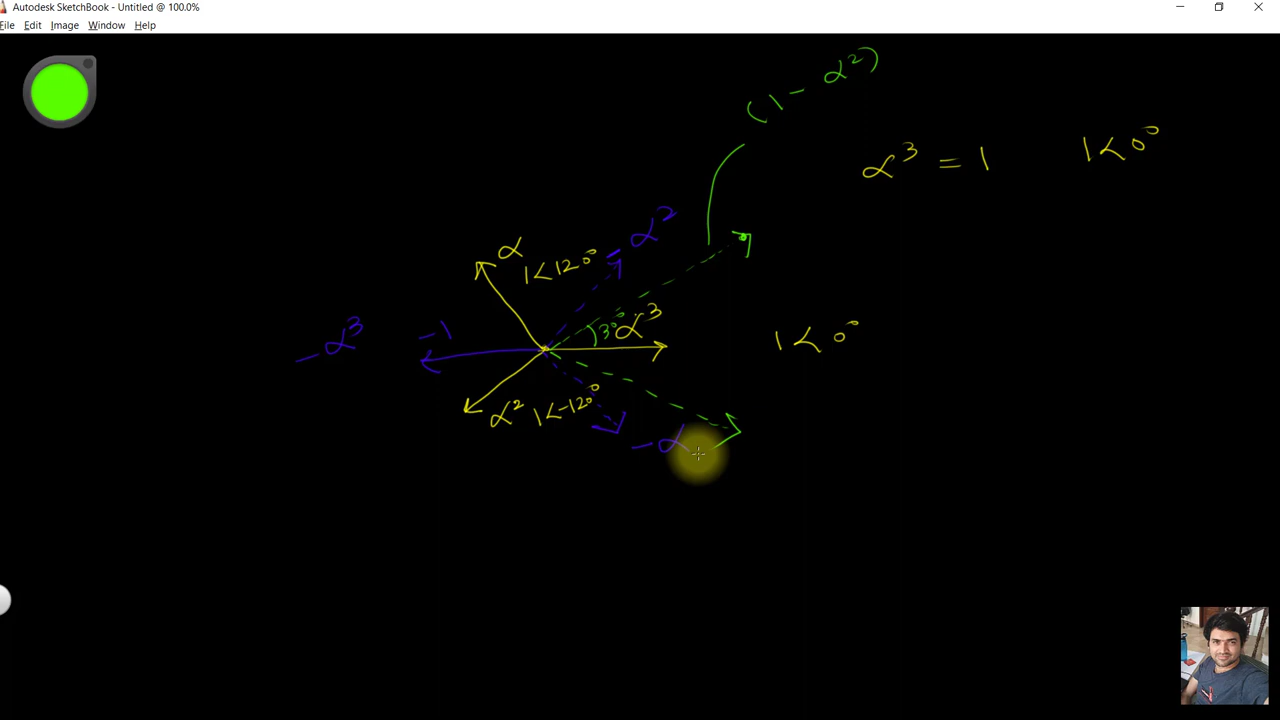 Autodesk SketchBook - Untitled @ 100.0%
File Edit Image Window Help
(1 - α²)
α³ = 1
1<0°
α²
α
1<120°
30°
α³
-1
-α³
1<0°
α² 1<-120°
-α